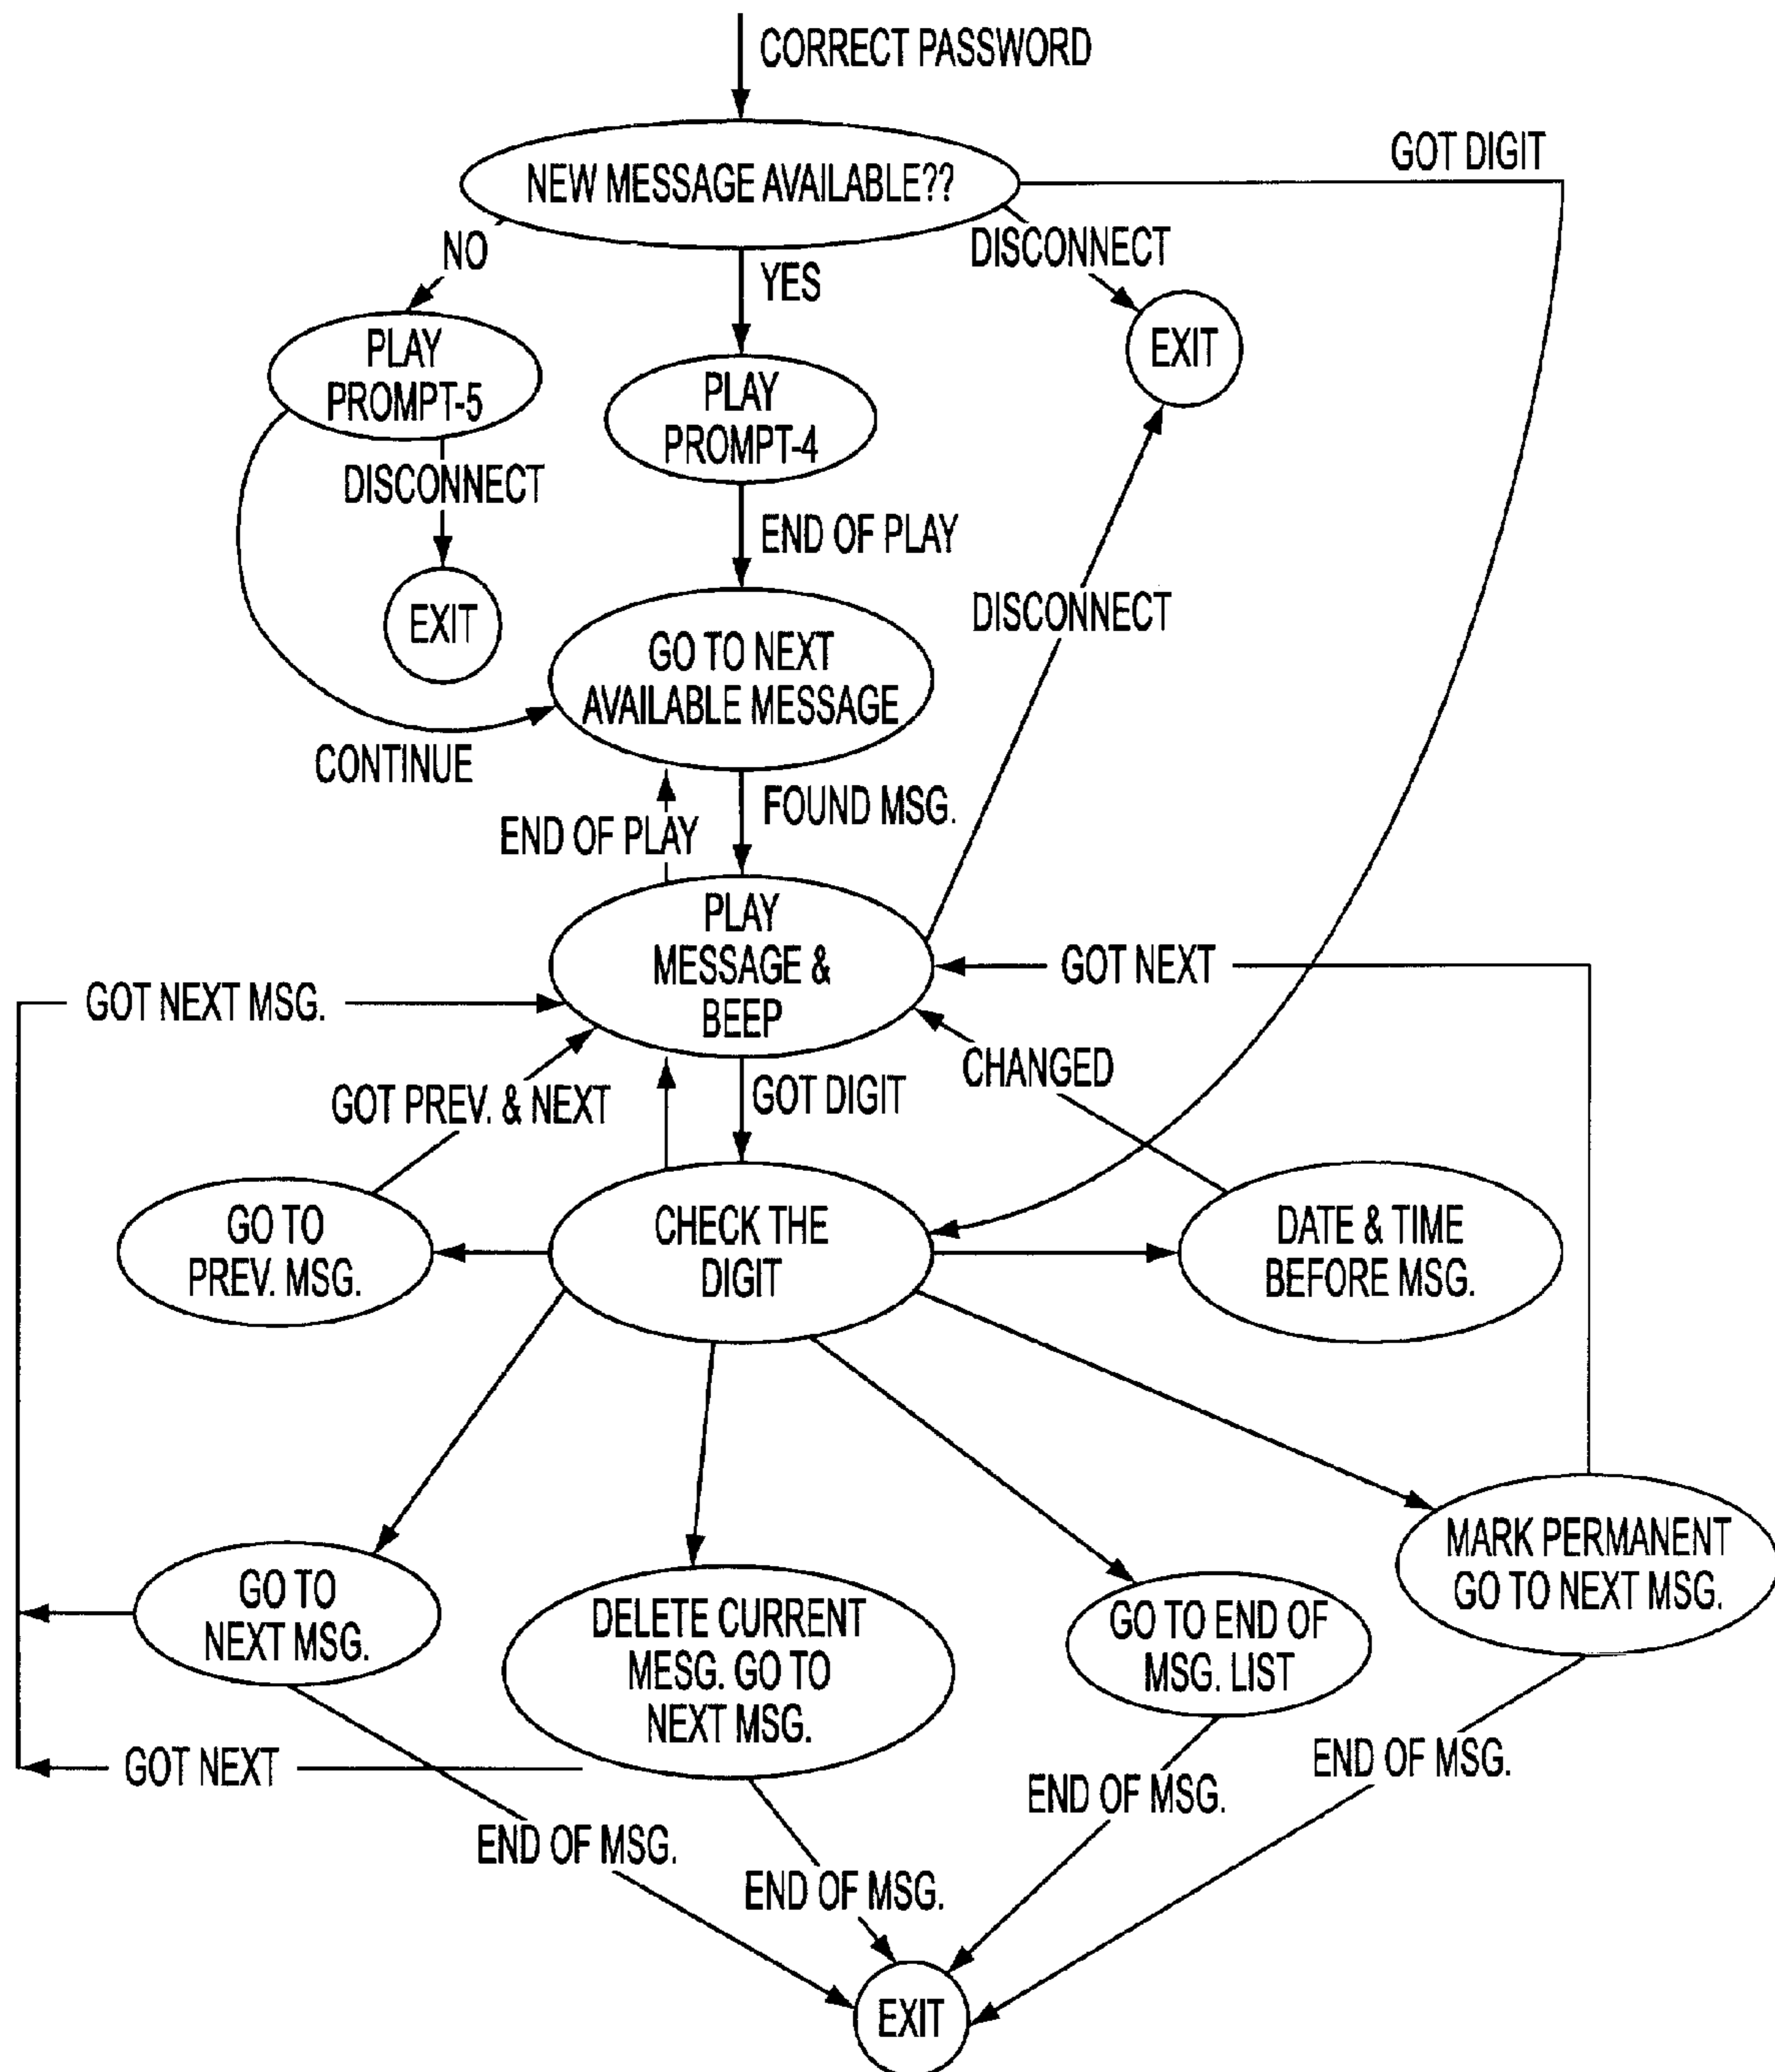 CORRECT PASSWORD
GOT DIGIT
NEW MESSAGE AVAILABLE??
NO
YES
DISCONNECT
PLAY
PROMPT-5
PLAY
PROMPT-4
EXIT
DISCONNECT
END OF PLAY
EXIT
DISCONNECT
GO TO NEXT
AVAILABLE MESSAGE
CONTINUE
END OF PLAY
FOUND MSG.
PLAY
MESSAGE &
BEEP
GOT NEXT
GOT NEXT MSG.
GOT PREV. & NEXT
GOT DIGIT
CHANGED
GO TO
PREV. MSG.
CHECK THE
DIGIT
DATE & TIME
BEFORE MSG.
GO TO
NEXT MSG.
DELETE CURRENT
MESG. GO TO
NEXT MSG.
GO TO END OF
MSG. LIST
MARK PERMANENT
GO TO NEXT MSG.
GOT NEXT
END OF MSG.
END OF MSG.
END OF MSG.
END OF MSG.
EXIT